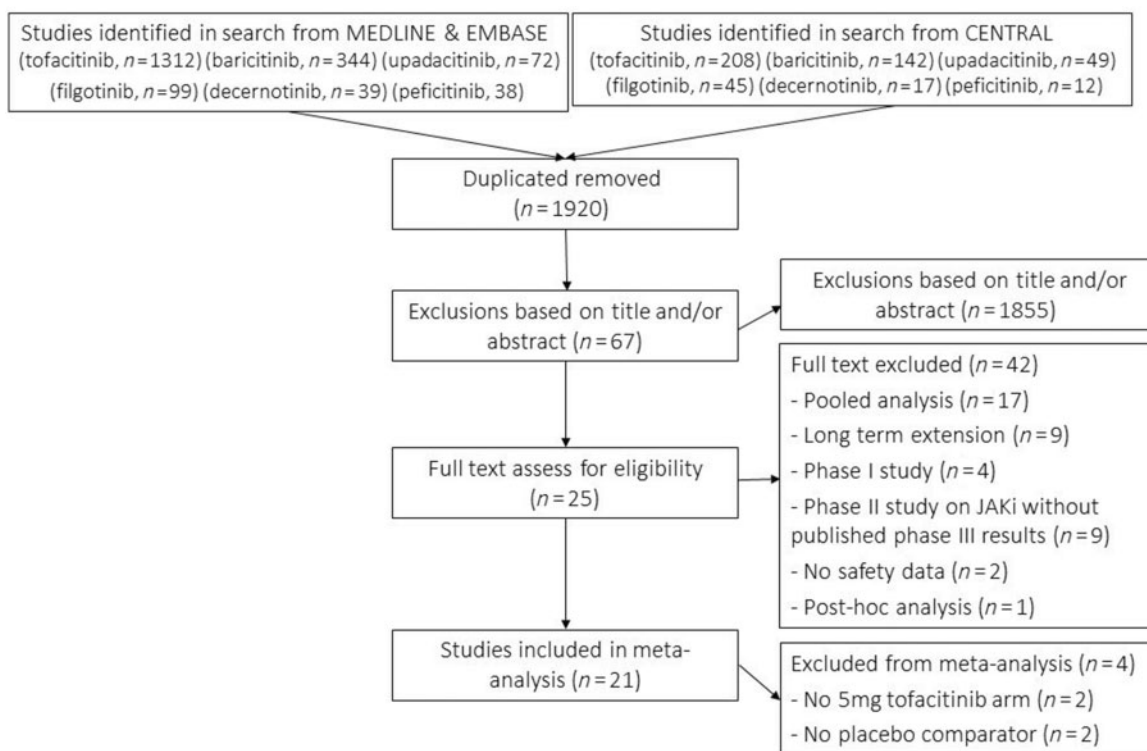 Studies identified in search from MEDLINE & EMBASE
(tofacitinib, n=1312) (baricitinib, n=344) (upadacitinib, n=72)
(filgotinib, n=99) (decernotinib, n=39) (peficitinib, 38)
Studies identified in search from CENTRAL
(tofacitinib, n=208) (baricitinib, n=142) (upadacitinib, n=49)
(filgotinib, n=45) (decernotinib, n=17) (peficitinib, n=12)
Duplicated removed
(n=1920)
Exclusions based on title and/or
abstract (n=67)
Exclusions based on title and/or
abstract (n=1855)
Full text assess for eligibility
(n=25)
Full text excluded (n=42)
- Pooled analysis (n=17)
- Long term extension (n=9)
- Phase I study (n=4)
- Phase II study on JAKi without
published phase III results (n=9)
- No safety data (n=2)
- Post-hoc analysis (n=1)
Studies included in meta-
analysis (n=21)
Excluded from meta-analysis (n=4)
- No 5mg tofacitinib arm (n=2)
- No placebo comparator (n=2)